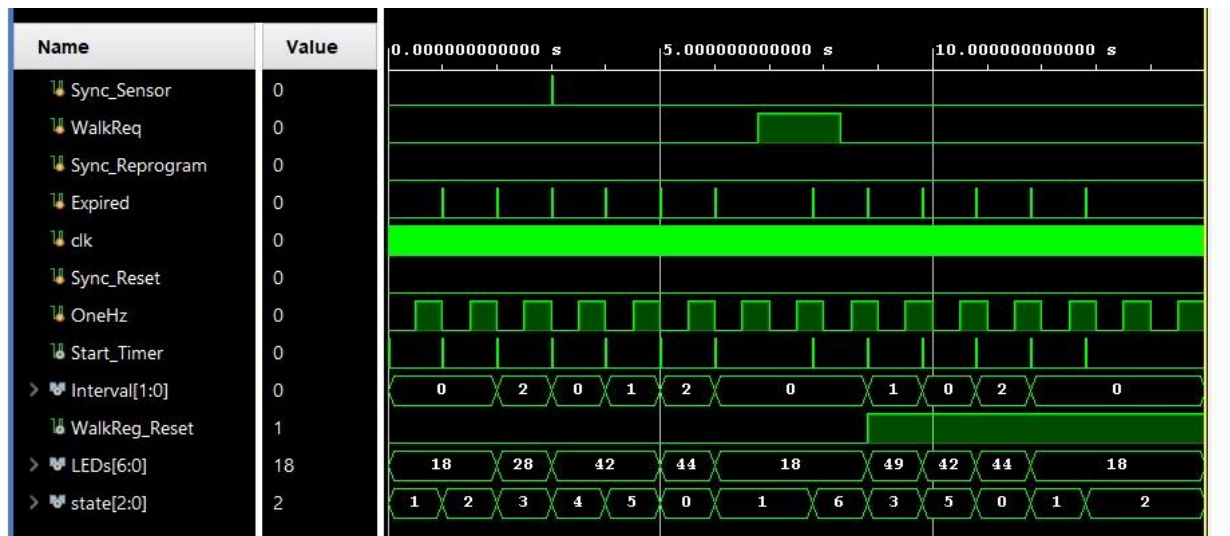 Name Value 0.000000000000 s 5.000000000000 s 10.000000000000 s
Sync_Sensor 0
WalkReq 0
Sync_Reprogram 0
Expired 0
clk 0
Sync_Reset 0
OneHz 0
Start_Timer 0
Interval[1:0] 0 0 2 0 1 2 0 1 0 2 0
WalkReg_Reset 1
LEDs[6:0] 18 18 28 42 44 18 49 42 44 18
state[2:0] 2 1 2 3 4 5 0 1 6 3 5 0 1 2